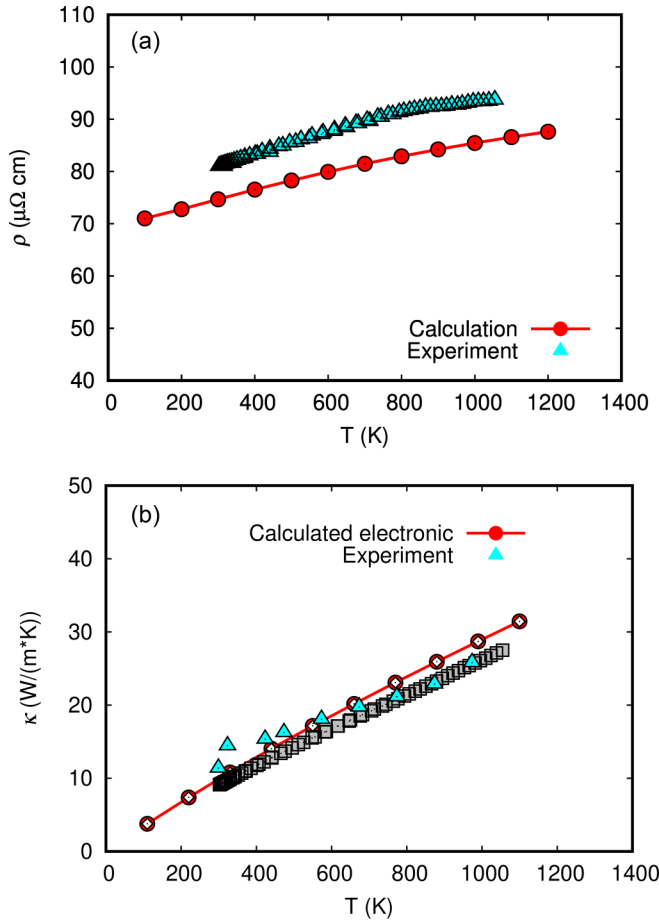 (a)
110
100
90
80
70
60
50
40
ρ (μΩ cm)
Calculation
Experiment
0 200 400 600 800 1000 1200 1400
T (K)
(b)
50
40
30
20
10
0
κ (W/(m*K))
Calculated electronic
Experiment
0 200 400 600 800 1000 1200 1400
T (K)